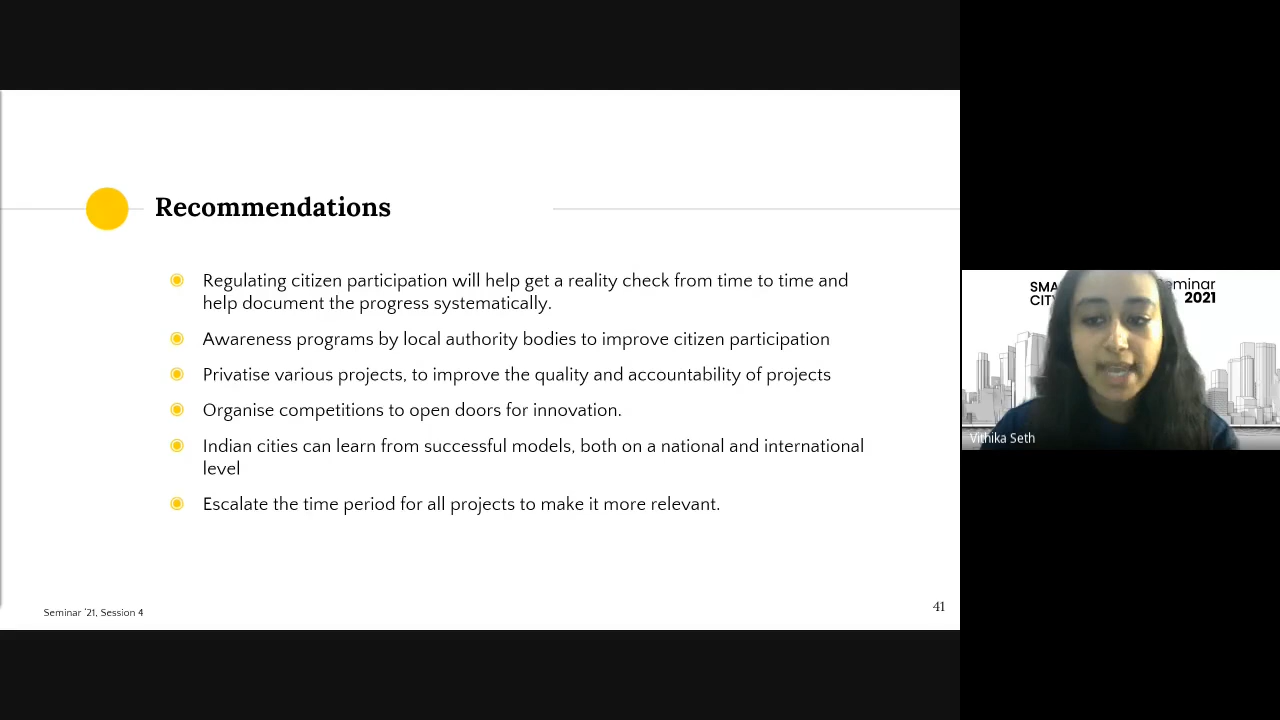 Recommendations
Regulating citizen participation will help get a reality check from time to time and
help document the progress systematically.
Awareness programs by local authority bodies to improve citizen participation
Privatise various projects, to improve the quality and accountability of projects
Organise competitions to open doors for innovation.
Indian cities can learn from successful models, both on a national and international
level
Escalate the time period for all projects to make it more relevant.
Seminar '21, Session 4
41
SMA
CITY
eminar
2021
Vithika Seth